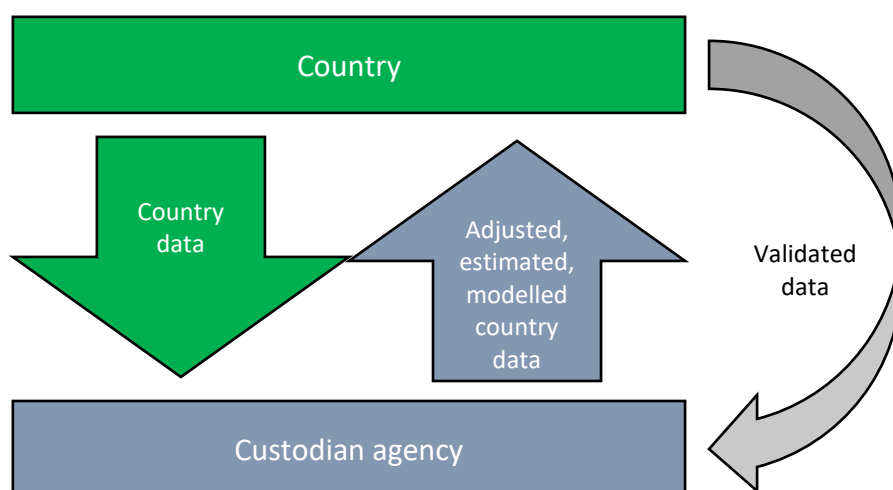 Country
Country
data
Adjusted,
estimated,
modelled
country
data
Validated
data
Custodian agency